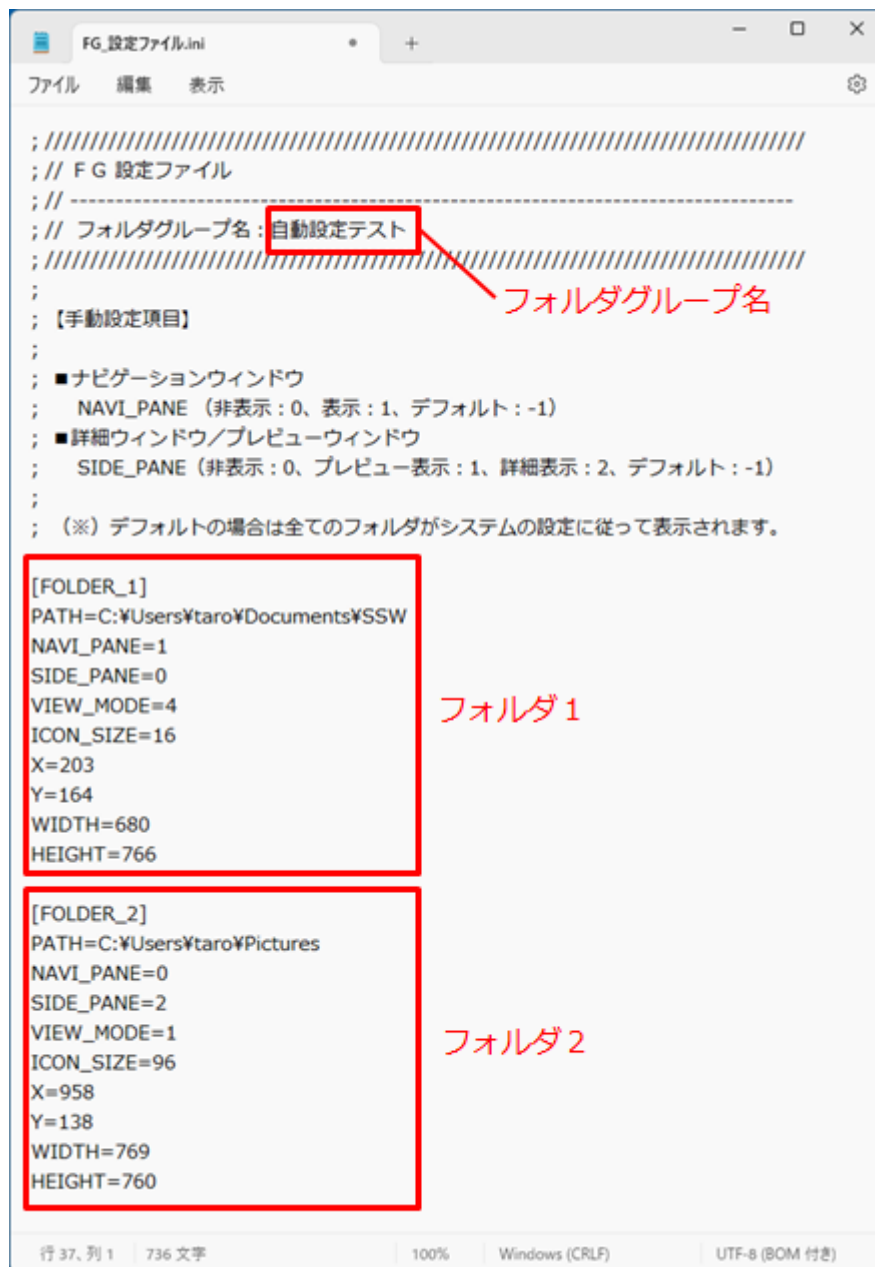 FG_設定ファイル.ini
ファイル 編集 表示
; ////////////////////////////////////////////////////////////////////////////////////
; // ＦＧ 設定ファイル
; // --------------------------------------------------------------------------------
; //  フォルダグループ名：自動設定テスト
; ////////////////////////////////////////////////////////////////////////////////////
フォルダグループ名
;
; 【手動設定項目】
;
; ■ナビゲーションウィンドウ
;    NAVI_PANE （非表示：0、表示：1、デフォルト：-1）
; ■詳細ウィンドウ／プレビューウィンドウ
;    SIDE_PANE（非表示：0、プレビュー表示：1、詳細表示：2、デフォルト：-1）
;
; （※）デフォルトの場合は全てのフォルダがシステムの設定に従って表示されます。
[FOLDER_1]
PATH=C:¥Users¥taro¥Documents¥SSW
NAVI_PANE=1
SIDE_PANE=0
VIEW_MODE=4
ICON_SIZE=16
X=203
Y=164
WIDTH=680
HEIGHT=766
フォルダ１
[FOLDER_2]
PATH=C:¥Users¥taro¥Pictures
NAVI_PANE=0
SIDE_PANE=2
VIEW_MODE=1
ICON_SIZE=96
X=958
Y=138
WIDTH=769
HEIGHT=760
フォルダ２
行 37、列 1 736 文字 100% Windows (CRLF) UTF-8 (BOM 付き)